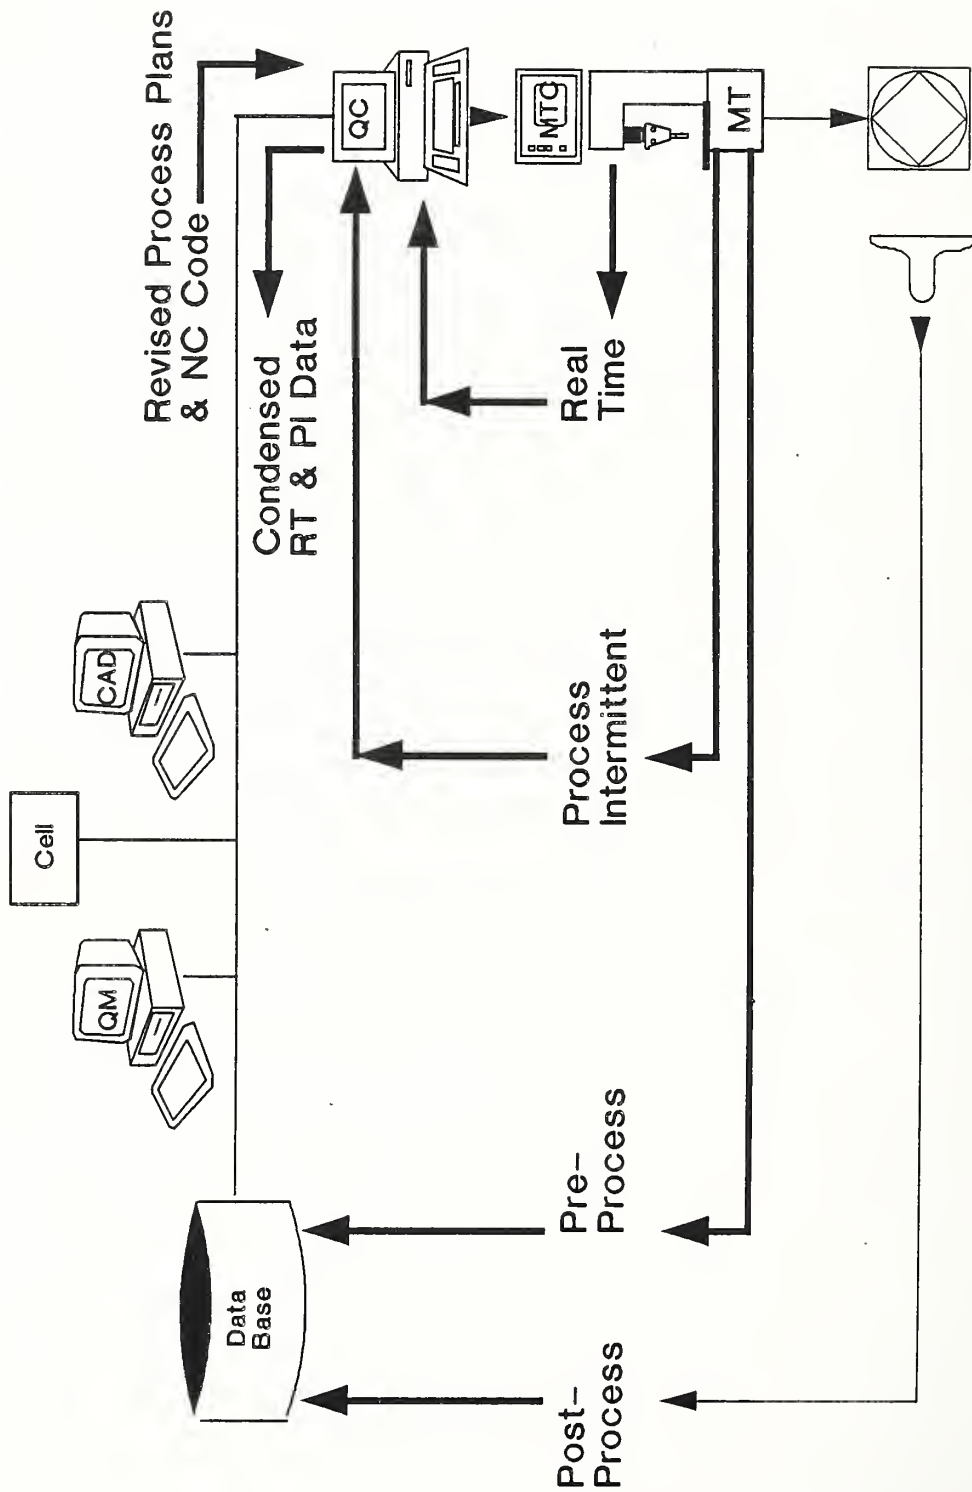 Cell
QM
CAD
Revised Process Plans
& NC Code
Data
Base
Condensed
RT & PI Data
QC
Post-
Process
Pre-
Process
Process
Intermittent
Real
Time
MTC
MT